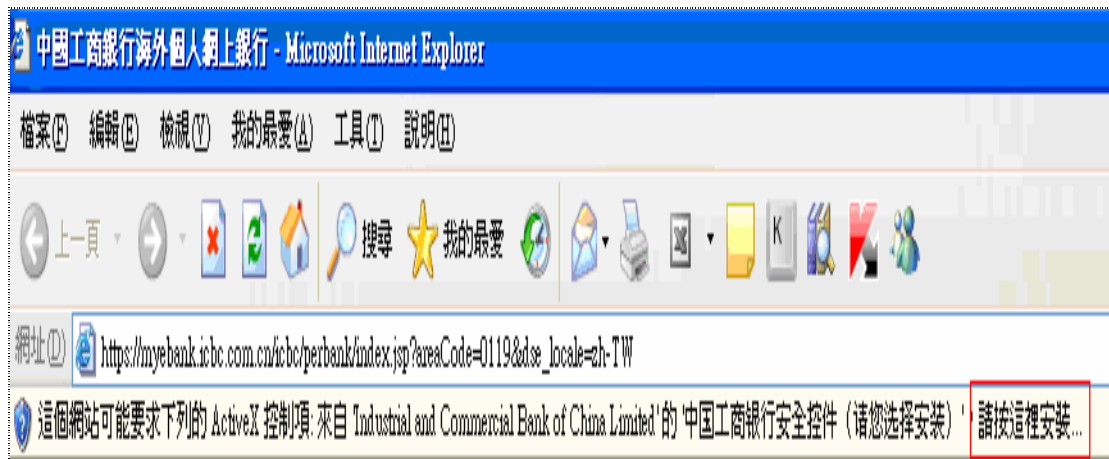 中國工商銀行海外個人網上銀行 - Microsoft Internet Explorer
檔案(F) 編輯(E) 檢視(V) 我的最愛(A) 工具(T) 說明(H)
上一頁 搜尋 我的最愛 K
網址(D) https://myebank.icbc.com.cn/icbc/perbank/index.jsp?areaCode=0119&dse_locale=zh-TW
這個網站可能要求下列的 ActiveX 控制項: 來自 'Industrial and Commercial Bank of China Limited' 的 '中国工商银行安全控件（请您选择安装）'。請按這裡安裝...